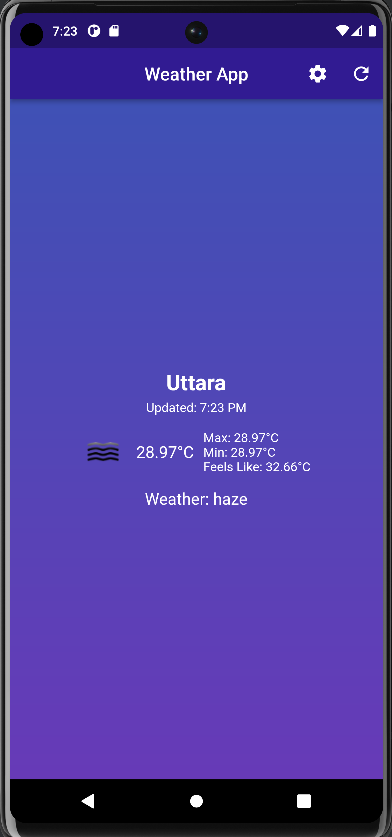 7:23
Weather App
Uttara
Updated: 7:23 PM
28.97°C
Max: 28.97°C
Min: 28.97°C
Feels Like: 32.66°C
Weather: haze